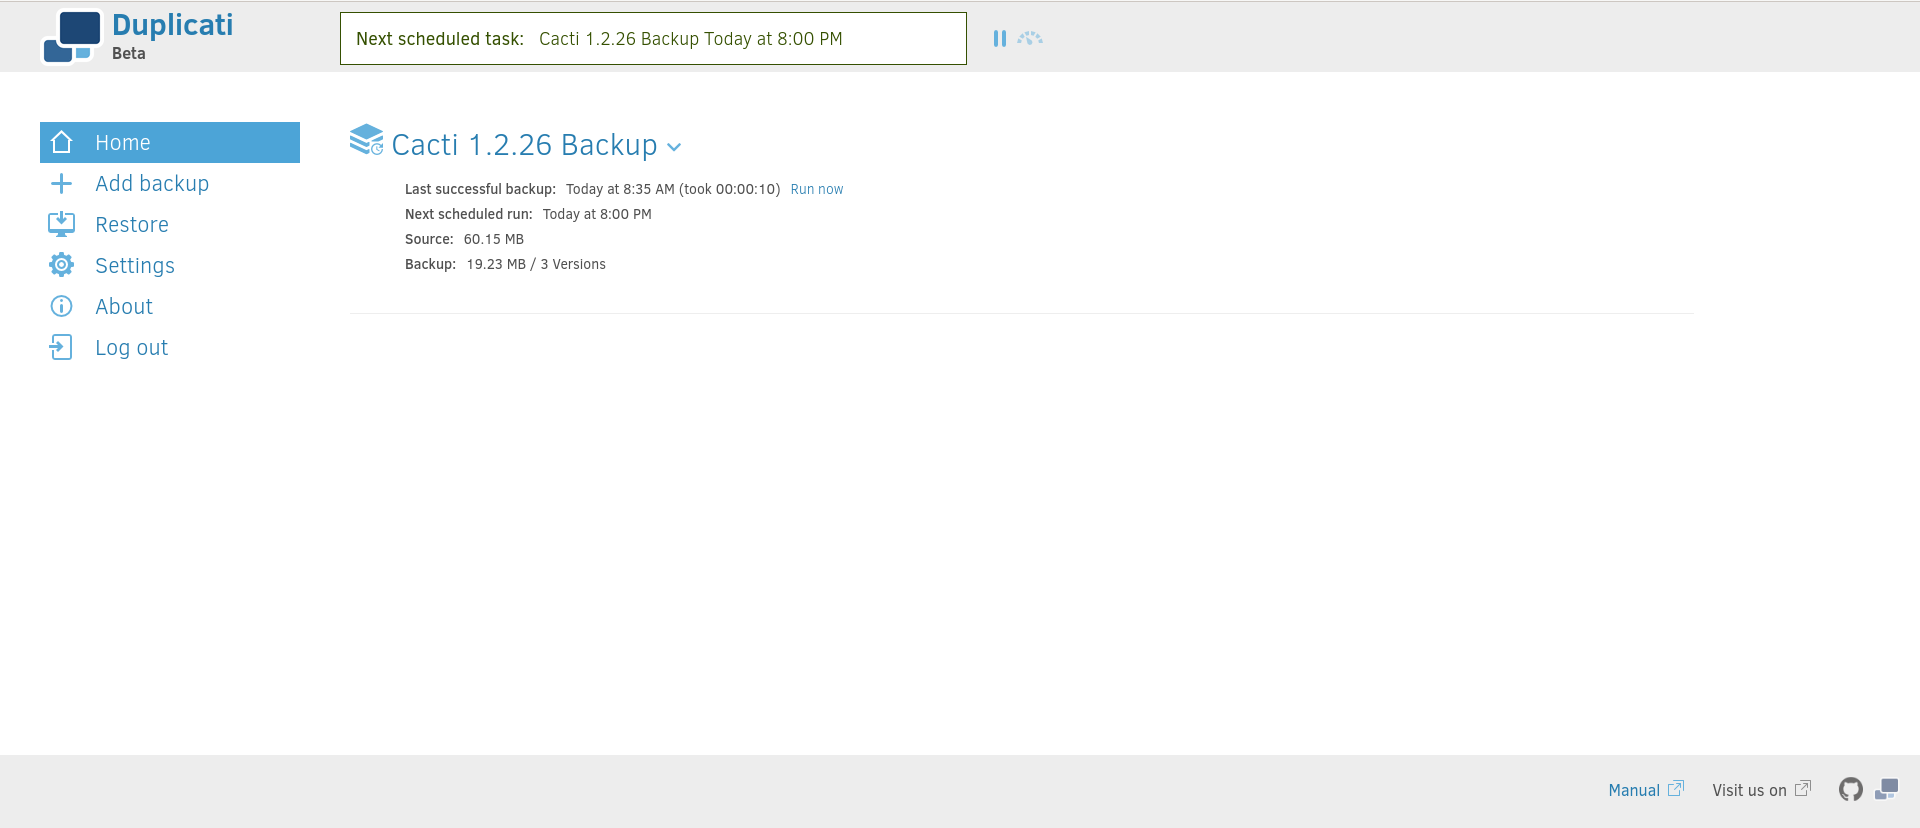 Duplicati
Beta
Next scheduled task: Cacti 1.2.26 Backup Today at 8:00 PM
Home
Add backup
Restore
Settings
About
Log out
Cacti 1.2.26 Backup
Last successful backup: Today at 8:35 AM (took 00:00:10) Run now
Next scheduled run: Today at 8:00 PM
Source: 60.15 MB
Backup: 19.23 MB / 3 Versions
Manual Visit us on